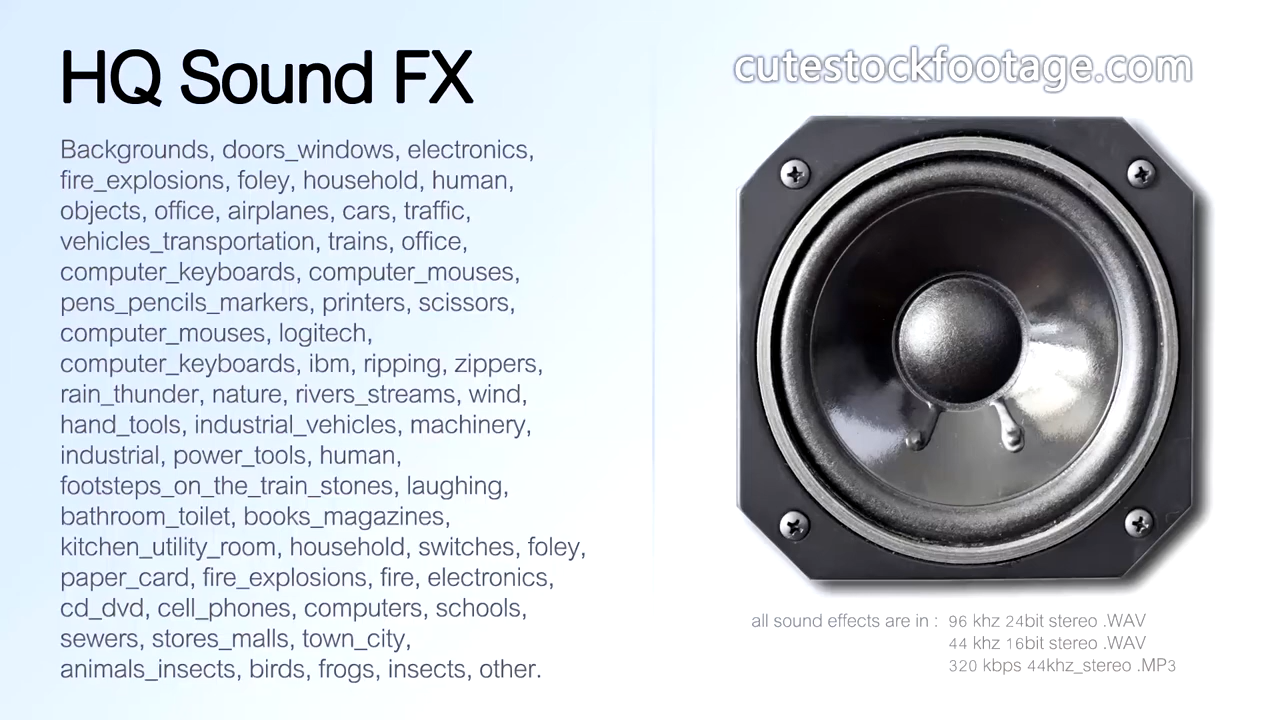 HQ Sound FX
cutestockfootage.com
Backgrounds, doors_windows, electronics,
fire_explosions, foley, household, human,
objects, office, airplanes, cars, traffic,
vehicles_transportation, trains, office,
computer_keyboards, computer_mouses,
pens_pencils_markers, printers, scissors,
computer_mouses, logitech,
computer_keyboards, ibm, ripping, zippers,
rain_thunder, nature, rivers_streams, wind,
hand_tools, industrial_vehicles, machinery,
industrial, power_tools, human,
footsteps_on_the_train_stones, laughing,
bathroom_toilet, books_magazines,
kitchen_utility_room, household, switches, foley,
paper_card, fire_explosions, fire, electronics,
cd_dvd, cell_phones, computers, schools,
sewers, stores_malls, town_city,
animals_insects, birds, frogs, insects, other.
all sound effects are in : 96 khz 24bit stereo .WAV
44 khz 16bit stereo .WAV
320 kbps 44khz_stereo .MP3